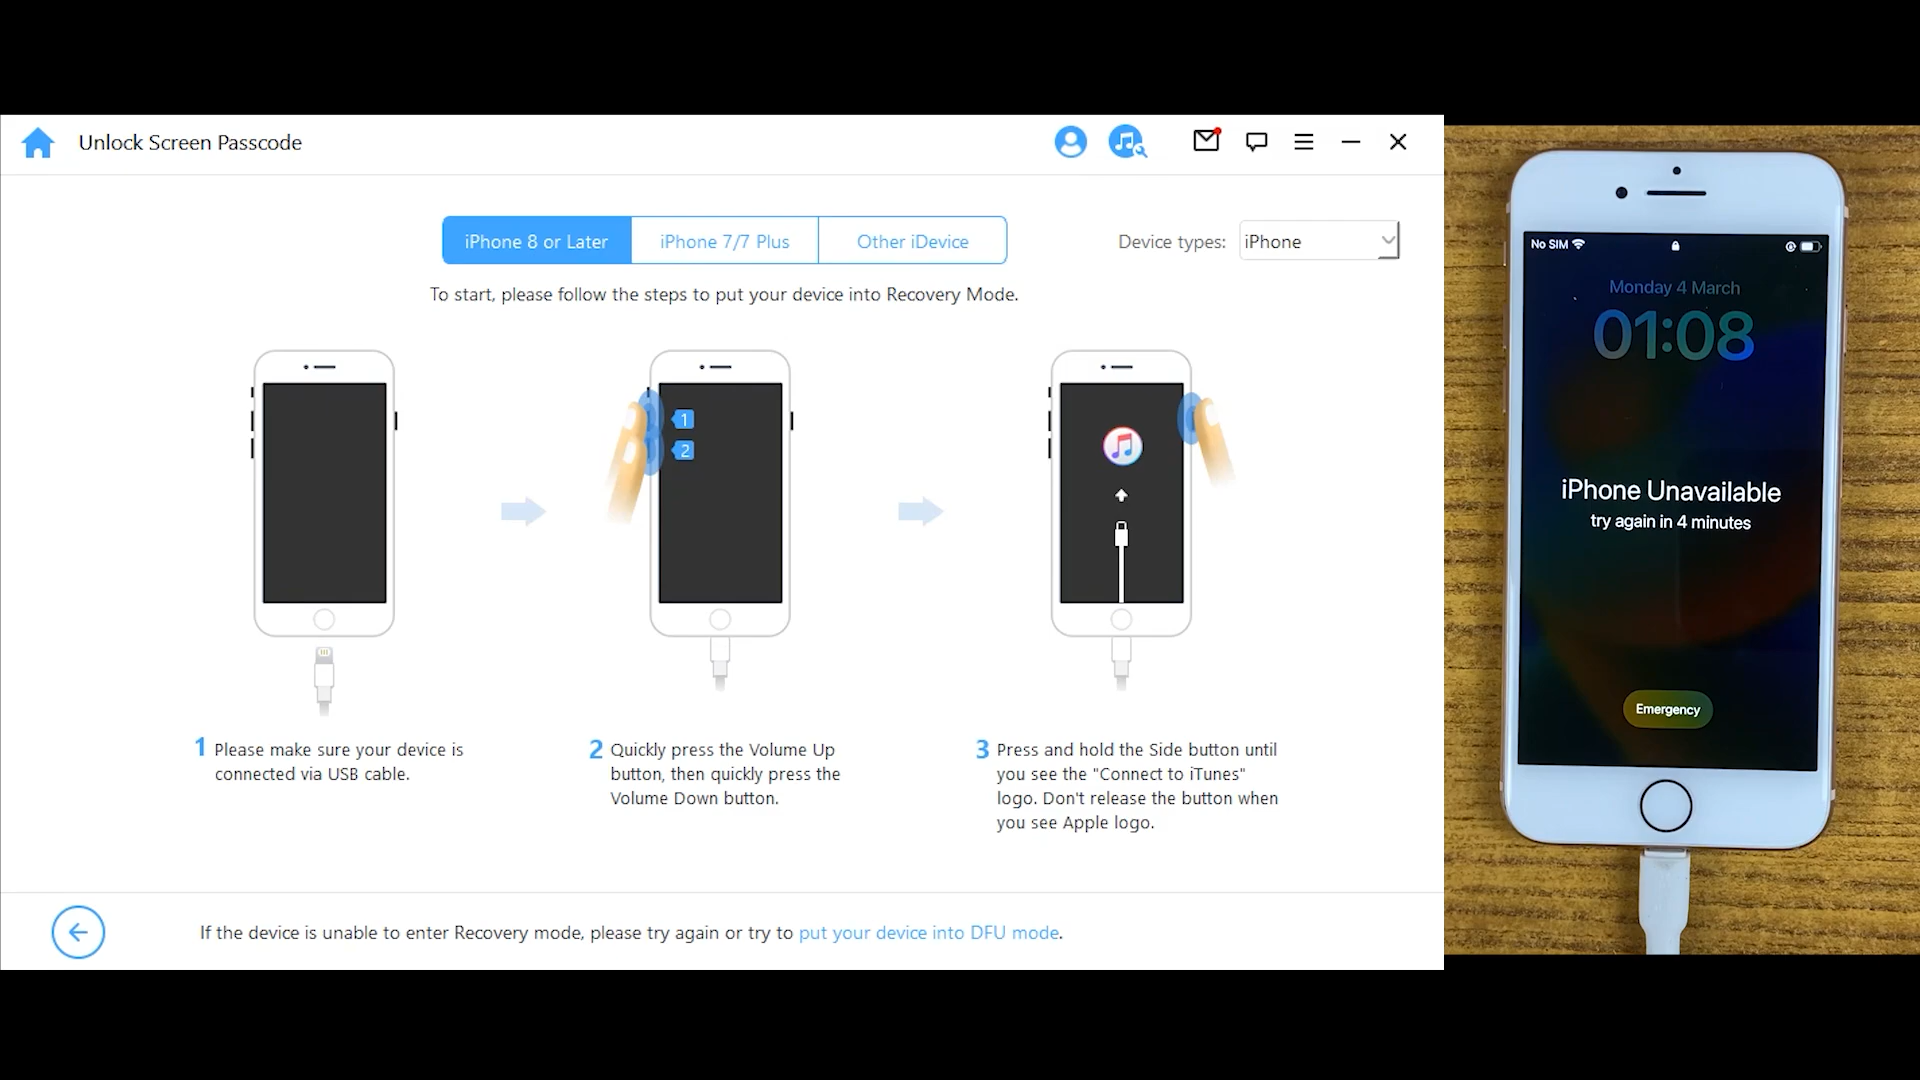 Unlock Screen Passcode
iPhone 8 or Later
iPhone 7/7 Plus
Other iDevice
Device types:
iPhone
To start, please follow the steps to put your device into Recovery Mode.
1
2
1 Please make sure your device is
connected via USB cable.
2 Quickly press the Volume Up
button, then quickly press the
Volume Down button.
3 Press and hold the Side button until
you see the "Connect to iTunes"
logo. Don't release the button when
you see Apple logo.
If the device is unable to enter Recovery mode, please try again or try to put your device into DFU mode.
No SIM
Monday 4 March
01:08
iPhone Unavailable
try again in 4 minutes
Emergency